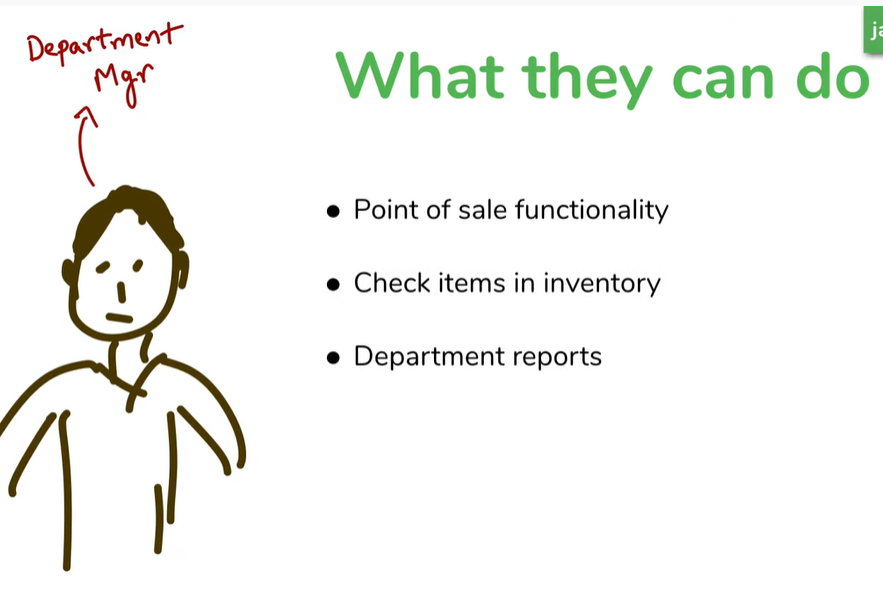 Department
Mgr
What they can do
● Point of sale functionality
● Check items in inventory
● Department reports
ja